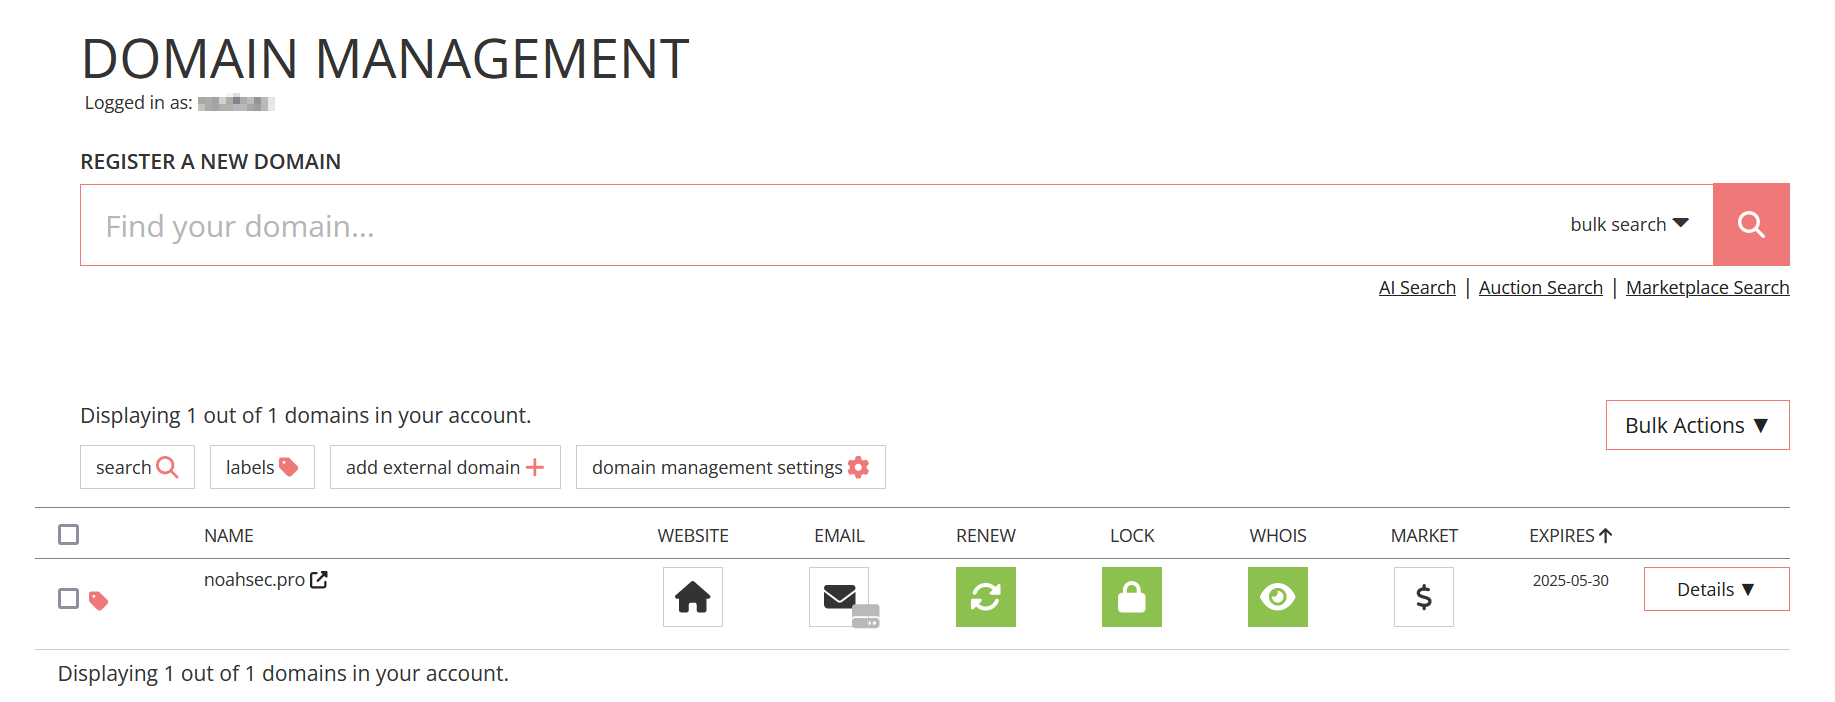 DOMAIN MANAGEMENT
Logged in as:
REGISTER A NEW DOMAIN
Find your domain...
bulk search
AI Search | Auction Search | Marketplace Search
Displaying 1 out of 1 domains in your account.
Bulk Actions ▼
search
labels
add external domain
domain management settings
NAME WEBSITE EMAIL RENEW LOCK WHOIS MARKET EXPIRES
noahsec.pro $ 2025-05-30 Details ▼
Displaying 1 out of 1 domains in your account.